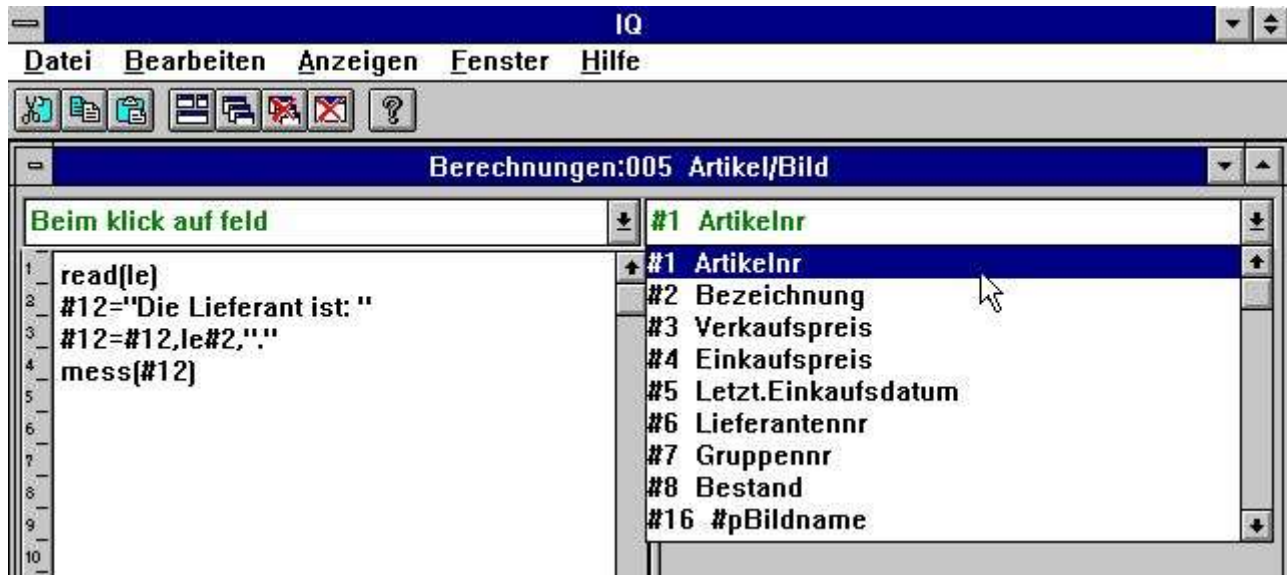 IQ
Datei Bearbeiten Anzeigen Fenster Hilfe
?
Berechnungen:005 Artikel/Bild
Beim klick auf feld
#1 Artikelnr
1
2
3
4
5
6
7
8
9
10
read(le)
#12="Die Lieferant ist: "
#12=#12,le#2,"."
mess(#12)
#1 Artikelnr
#2 Bezeichnung
#3 Verkaufspreis
#4 Einkaufspreis
#5 Letzt.Einkaufsdatum
#6 Lieferantennr
#7 Gruppennr
#8 Bestand
#16 #pBildname